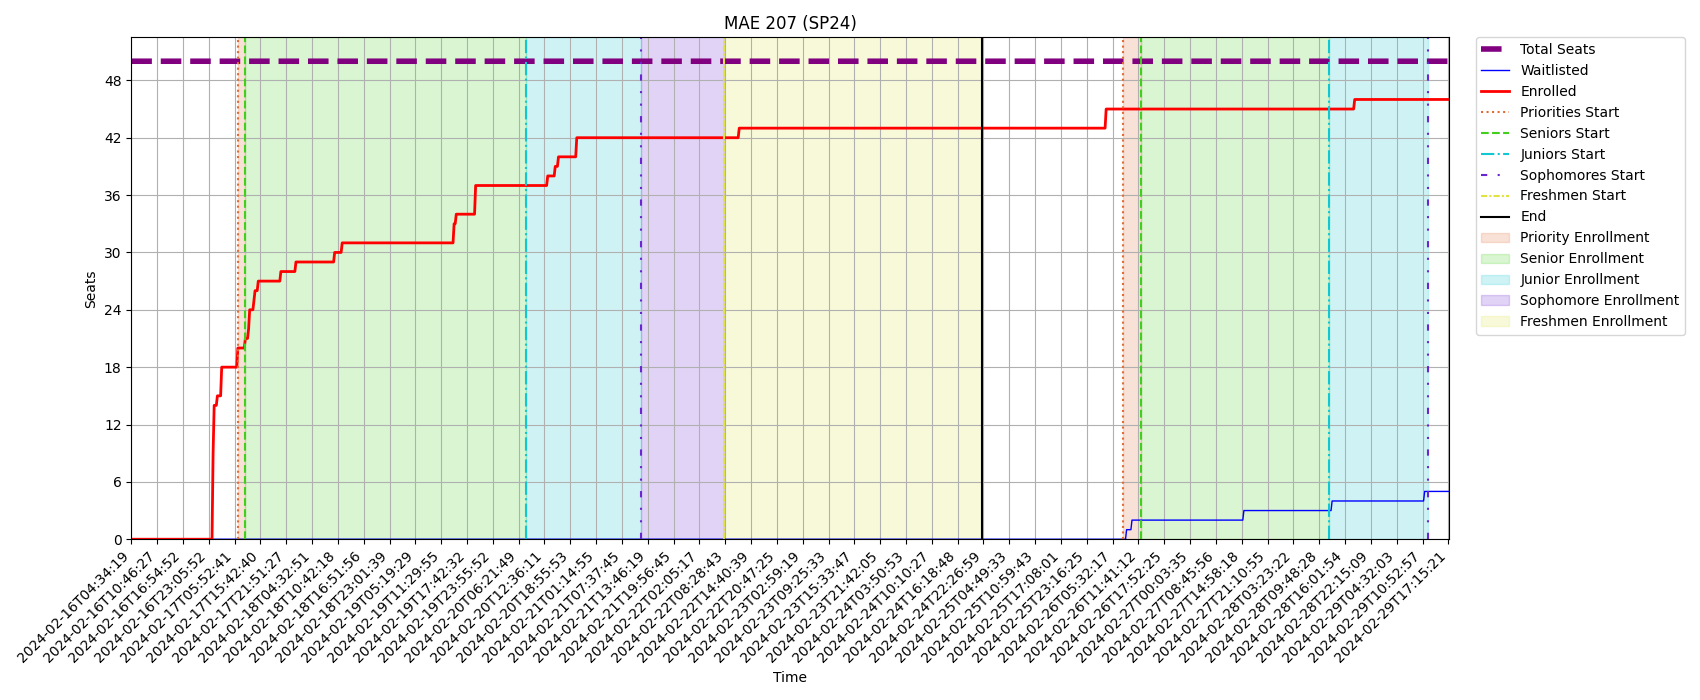 MAE 207 (SP24)
Total Seats
Waitlisted
Enrolled
Priorities Start
Seniors Start
Juniors Start
Sophomores Start
Freshmen Start
End
Priority Enrollment
Senior Enrollment
Junior Enrollment
Sophomore Enrollment
Freshmen Enrollment
Seats
48
42
36
30
24
18
12
6
0
2024-02-16T04:34:19
2024-02-16T10:46:27
2024-02-16T16:54:52
2024-02-16T23:05:52
2024-02-17T05:52:41
2024-02-17T15:42:40
2024-02-17T21:51:27
2024-02-18T04:32:51
2024-02-18T10:42:18
2024-02-18T16:51:56
2024-02-18T23:01:39
2024-02-19T05:19:29
2024-02-19T11:29:55
2024-02-19T17:42:32
2024-02-19T23:55:52
2024-02-20T06:21:49
2024-02-20T12:36:11
2024-02-20T18:55:53
2024-02-21T01:14:55
2024-02-21T07:37:45
2024-02-21T13:46:19
2024-02-21T19:56:45
2024-02-22T02:05:17
2024-02-22T08:28:43
2024-02-22T14:40:39
2024-02-22T20:47:25
2024-02-23T02:59:19
2024-02-23T09:25:33
2024-02-23T15:33:47
2024-02-23T21:42:05
2024-02-24T03:50:53
2024-02-24T10:10:27
2024-02-24T16:18:48
2024-02-24T22:26:59
2024-02-25T04:49:33
2024-02-25T10:59:43
2024-02-25T17:08:01
2024-02-25T23:16:25
2024-02-26T05:32:17
2024-02-26T11:41:12
2024-02-26T17:52:25
2024-02-27T00:03:35
2024-02-27T08:45:56
2024-02-27T14:58:18
2024-02-27T21:10:55
2024-02-28T03:23:22
2024-02-28T09:48:28
2024-02-28T16:01:54
2024-02-28T22:15:09
2024-02-29T04:32:03
2024-02-29T10:52:57
2024-02-29T17:15:21
Time